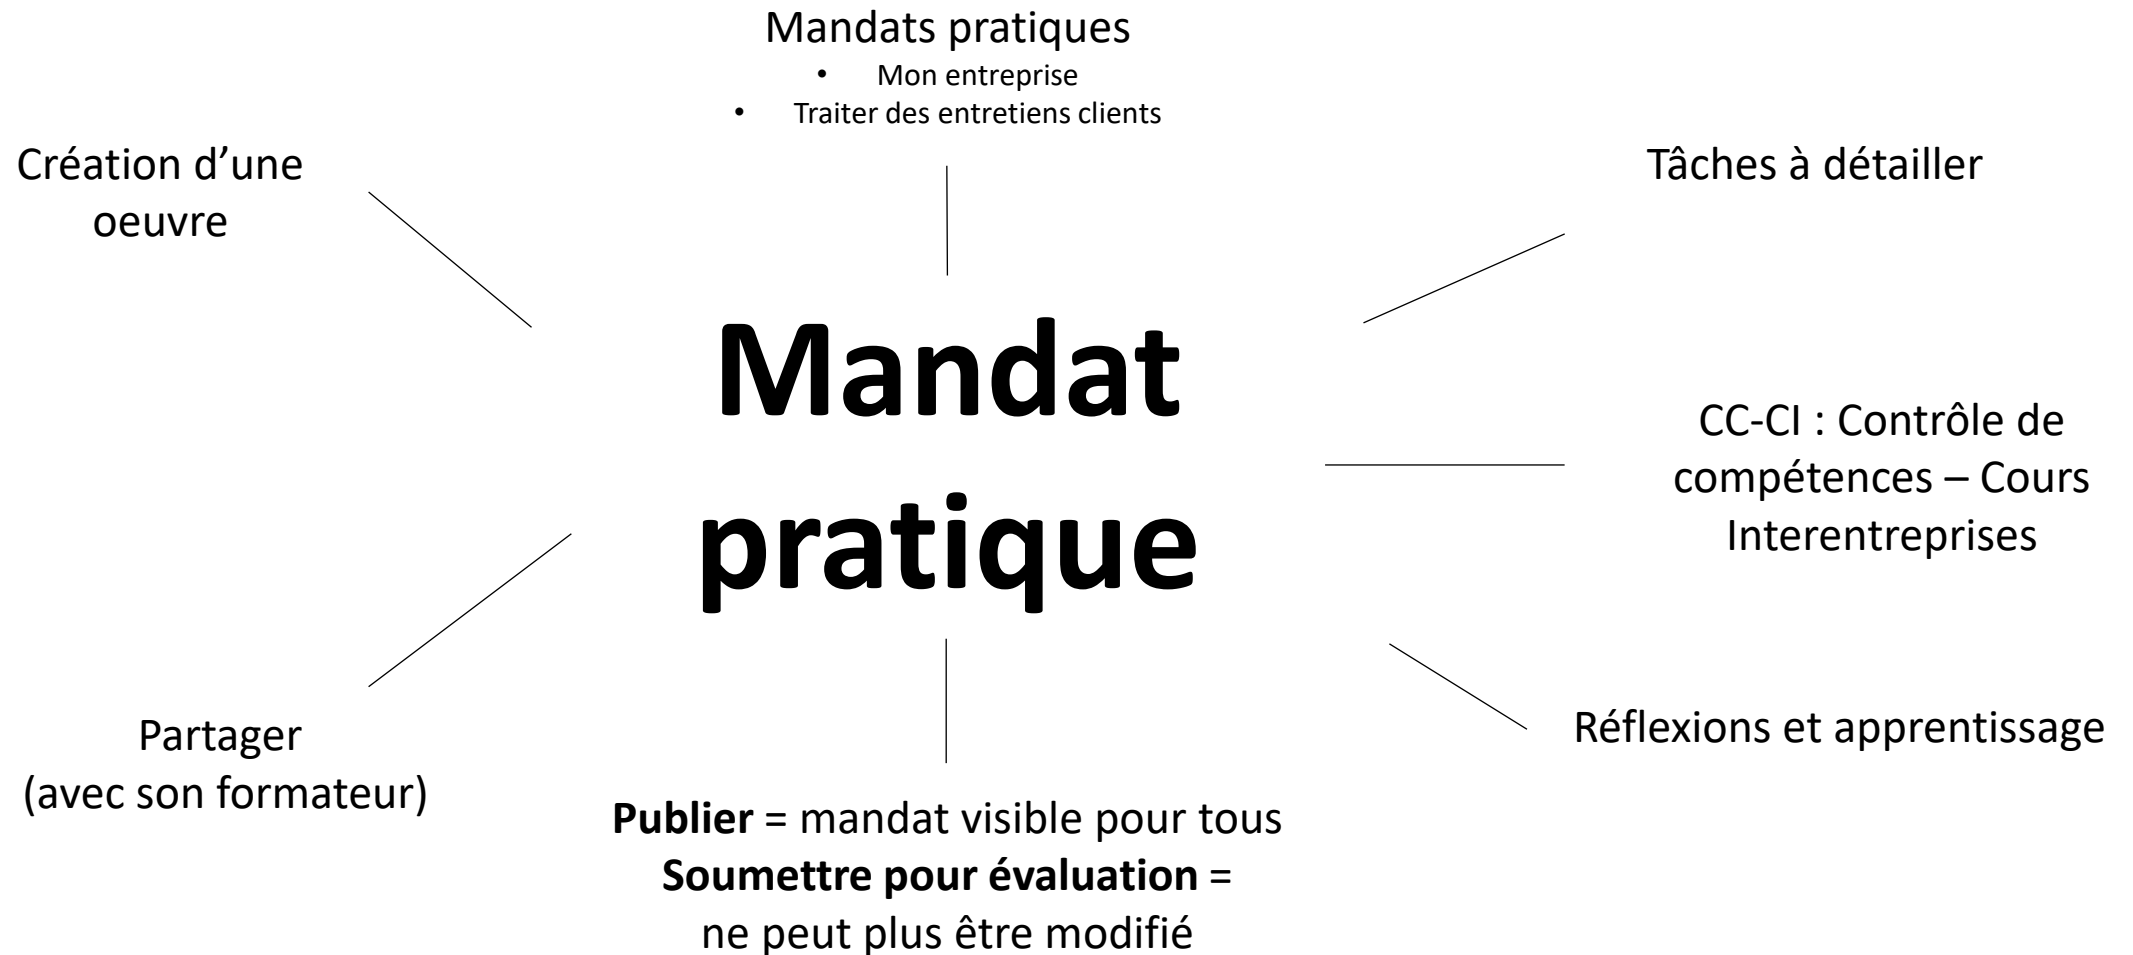 Mandats pratiques
• Mon entreprise
• Traiter des entretiens clients
Création d’une
oeuvre
Tâches à détailler
Mandat
pratique
CC-CI : Contrôle de
compétences – Cours
Interentreprises
Partager
(avec son formateur)
Réflexions et apprentissage
Publier = mandat visible pour tous
Soumettre pour évaluation =
ne peut plus être modifié